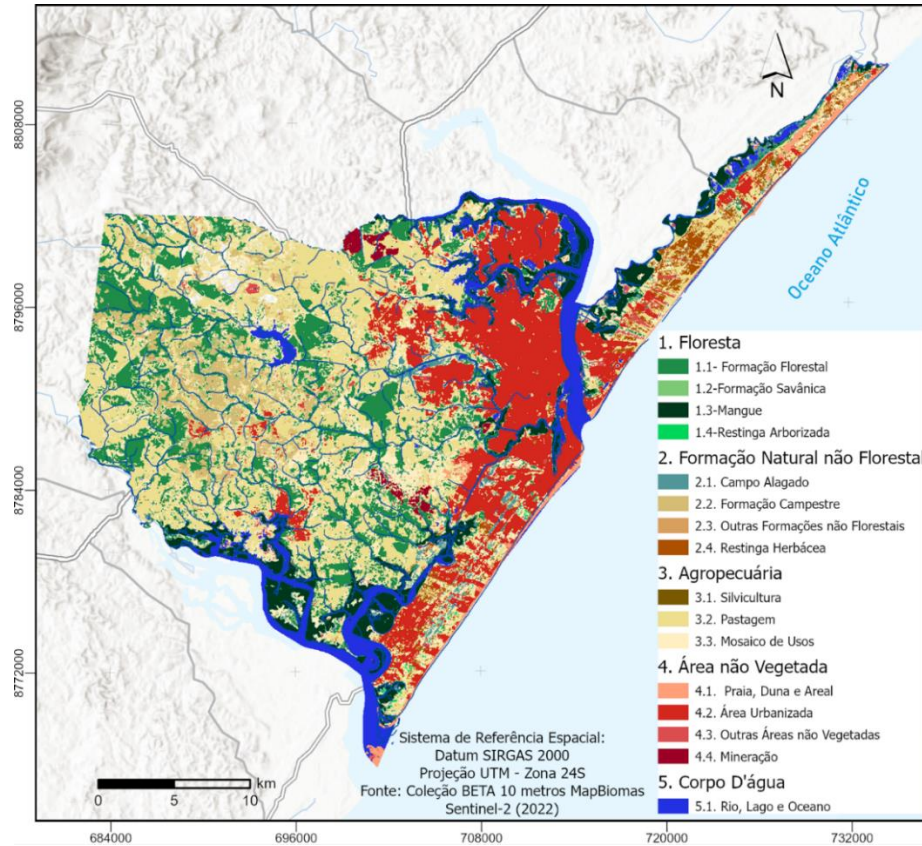 N
8808000
8796000
8784000
8772000
Oceano Atlântico
1. Floresta
1.1- Formação Florestal
1.2-Formação Savânica
1.3-Mangue
1.4-Restinga Arborizada
2. Formação Natural não Florestal
2.1. Campo Alagado
2.2. Formação Campestre
2.3. Outras Formações não Florestais
2.4. Restinga Herbácea
3. Agropecuária
3.1. Silvicultura
3.2. Pastagem
3.3. Mosaico de Usos
4. Área não Vegetada
4.1. Praia, Duna e Areal
4.2. Área Urbanizada
4.3. Outras Áreas não Vegetadas
4.4. Mineração
5. Corpo D'água
5.1. Rio, Lago e Oceano
Sistema de Referência Espacial:
Datum SIRGAS 2000
Projeção UTM - Zona 24S
Fonte: Coleção BETA 10 metros MapBiomas
Sentinel-2 (2022)
km
0 5 10
684000 696000 708000 720000 732000